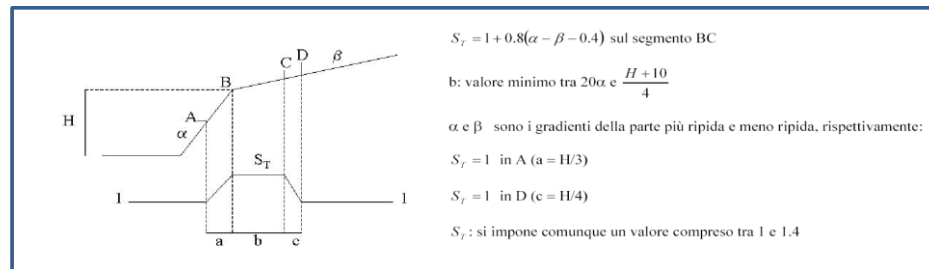 H
A
α
B
C
D
β
S_T
1
1
a
b
c
S_T = 1 + 0.8(α − β − 0.4) sul segmento BC
b: valore minimo tra 20α e (H + 10)/4
α e β sono i gradienti della parte più ripida e meno ripida, rispettivamente:
S_T = 1 in A (a = H/3)
S_T = 1 in D (c = H/4)
S_T : si impone comunque un valore compreso tra 1 e 1.4